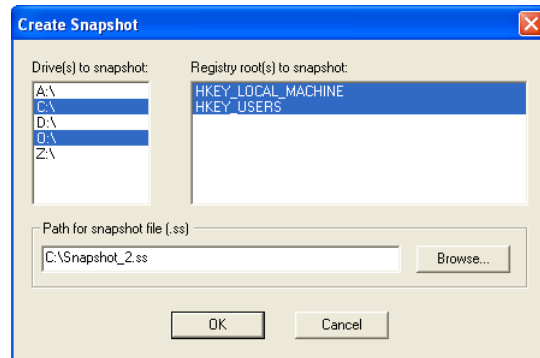 Create Snapshot
Drive(s) to snapshot:
Registry root(s) to snapshot:
A:\
C:\
D:\
O:\
Z:\
HKEY_LOCAL_MACHINE
HKEY_USERS
Path for snapshot file (.ss)
C:\Snapshot_2.ss
Browse...
OK
Cancel